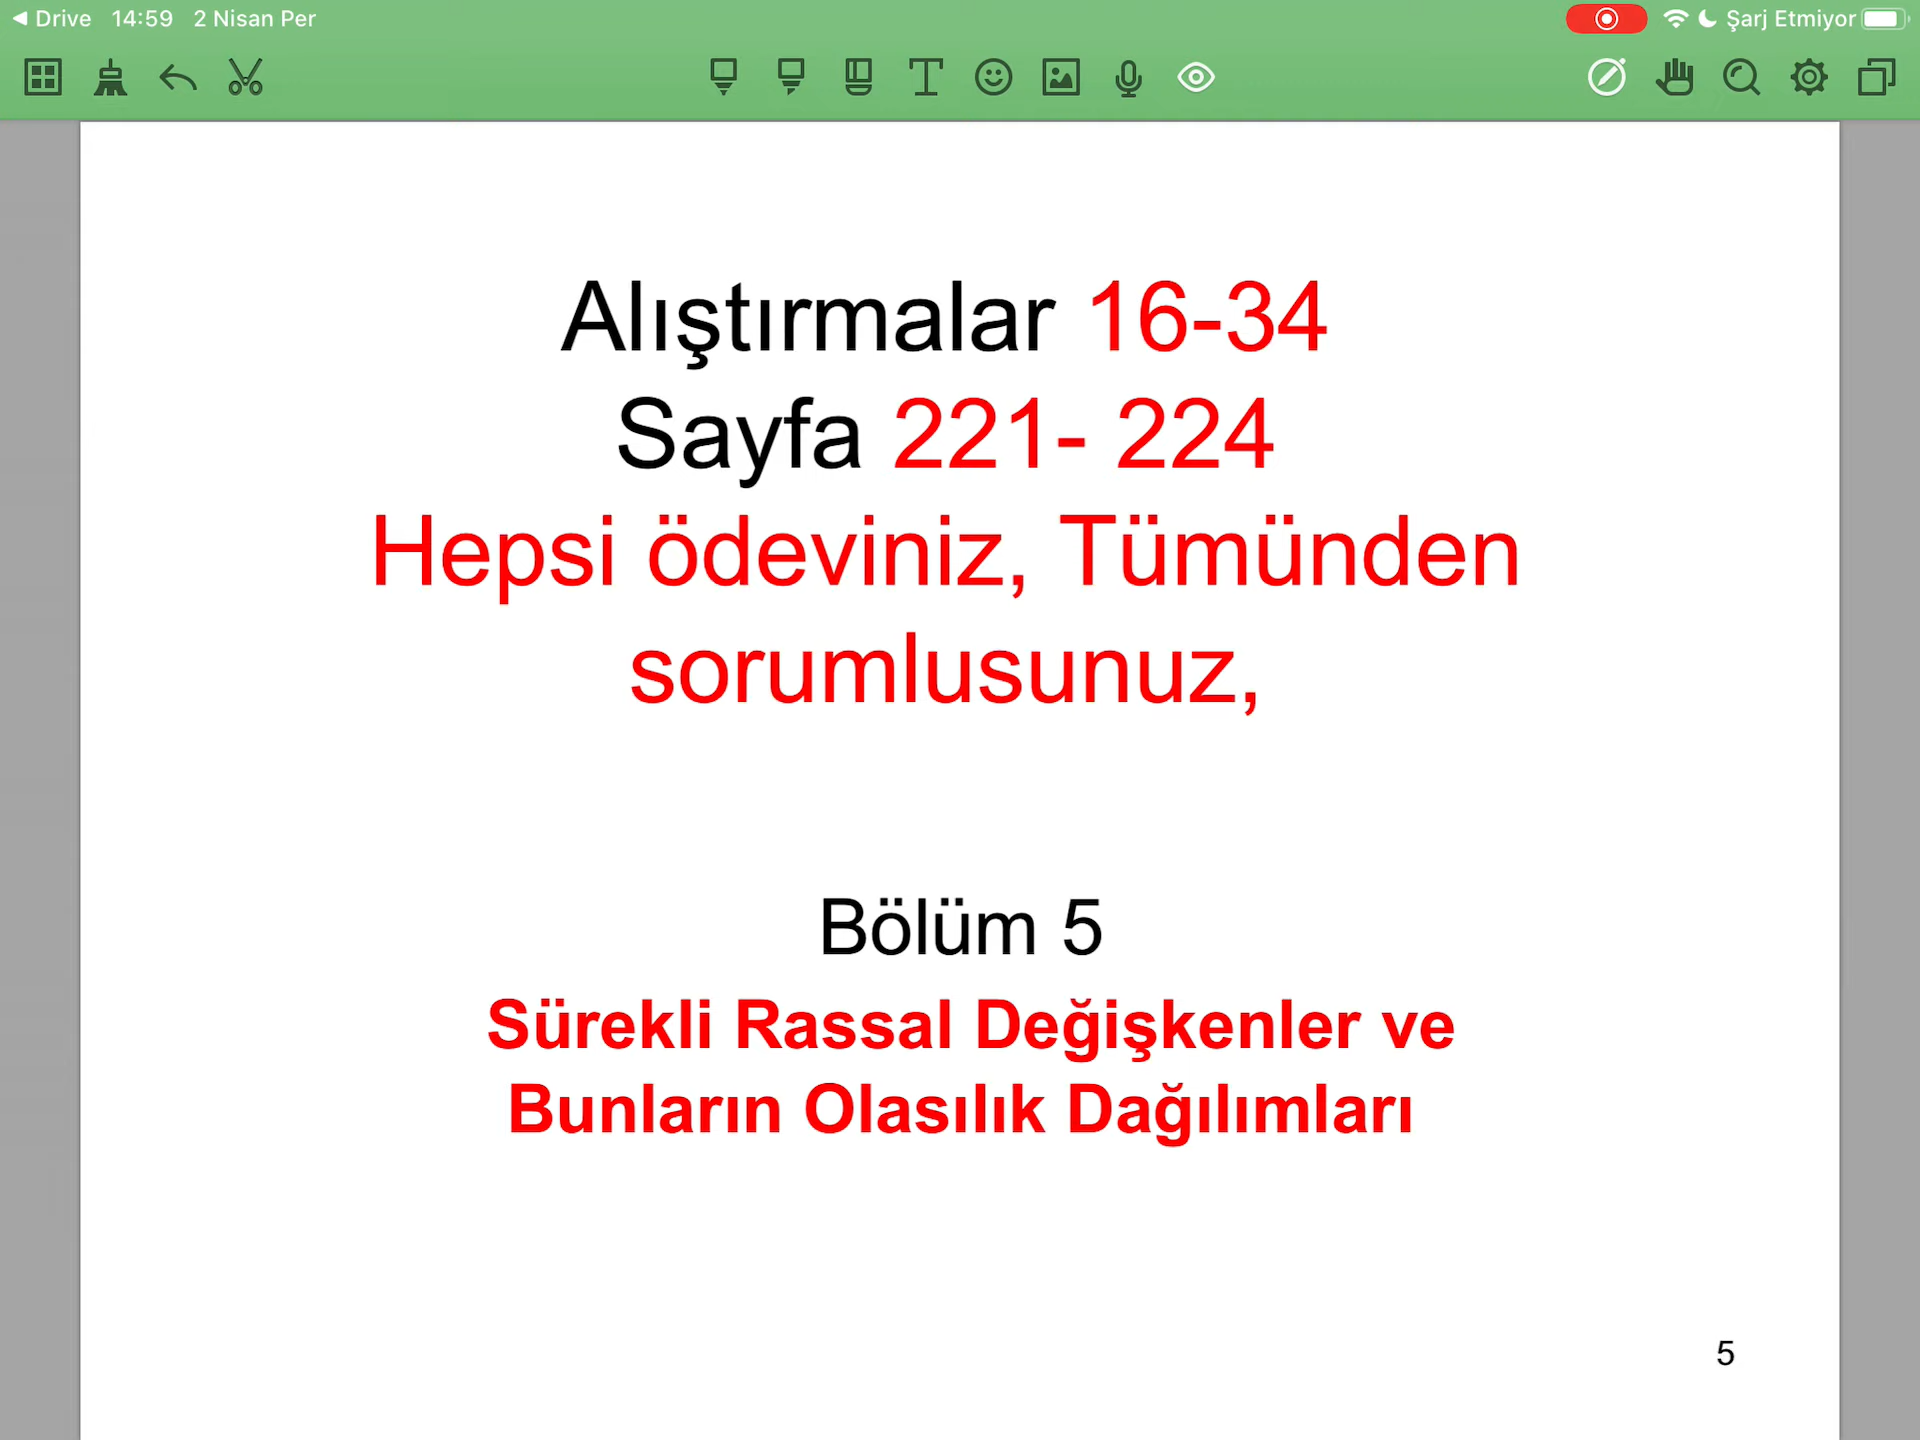 Drive 14:59 2 Nisan Per Şarj Etmiyor
Alıştırmalar 16-34
Sayfa 221- 224
Hepsi ödeviniz, Tümünden
sorumlusunuz,
Bölüm 5
Sürekli Rassal Değişkenler ve
Bunların Olasılık Dağılımları
5